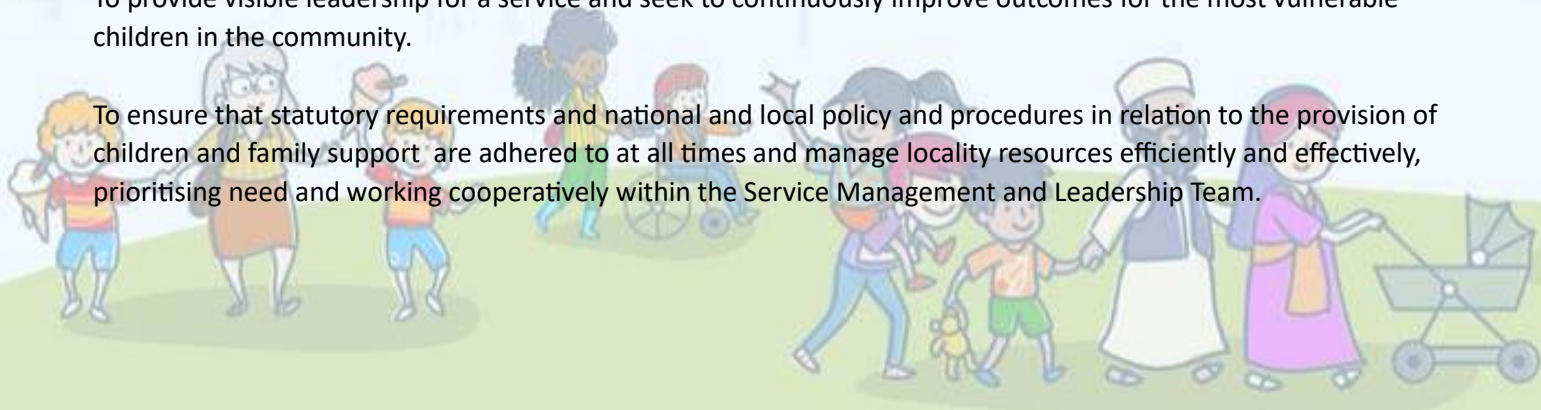 To provide visible leadership for a service and seek to continuously improve outcomes for the most vulnerable
children in the community.
To ensure that statutory requirements and national and local policy and procedures in relation to the provision of
children and family support are adhered to at all times and manage locality resources efficiently and effectively,
prioritising need and working cooperatively within the Service Management and Leadership Team.